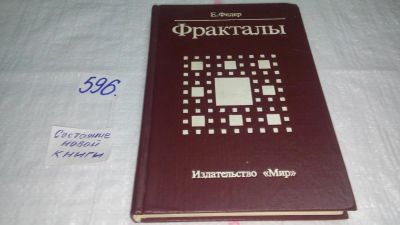 Е. Федер
Фракталы
Издательство «Мир»
596.
Состояние
новой
книги